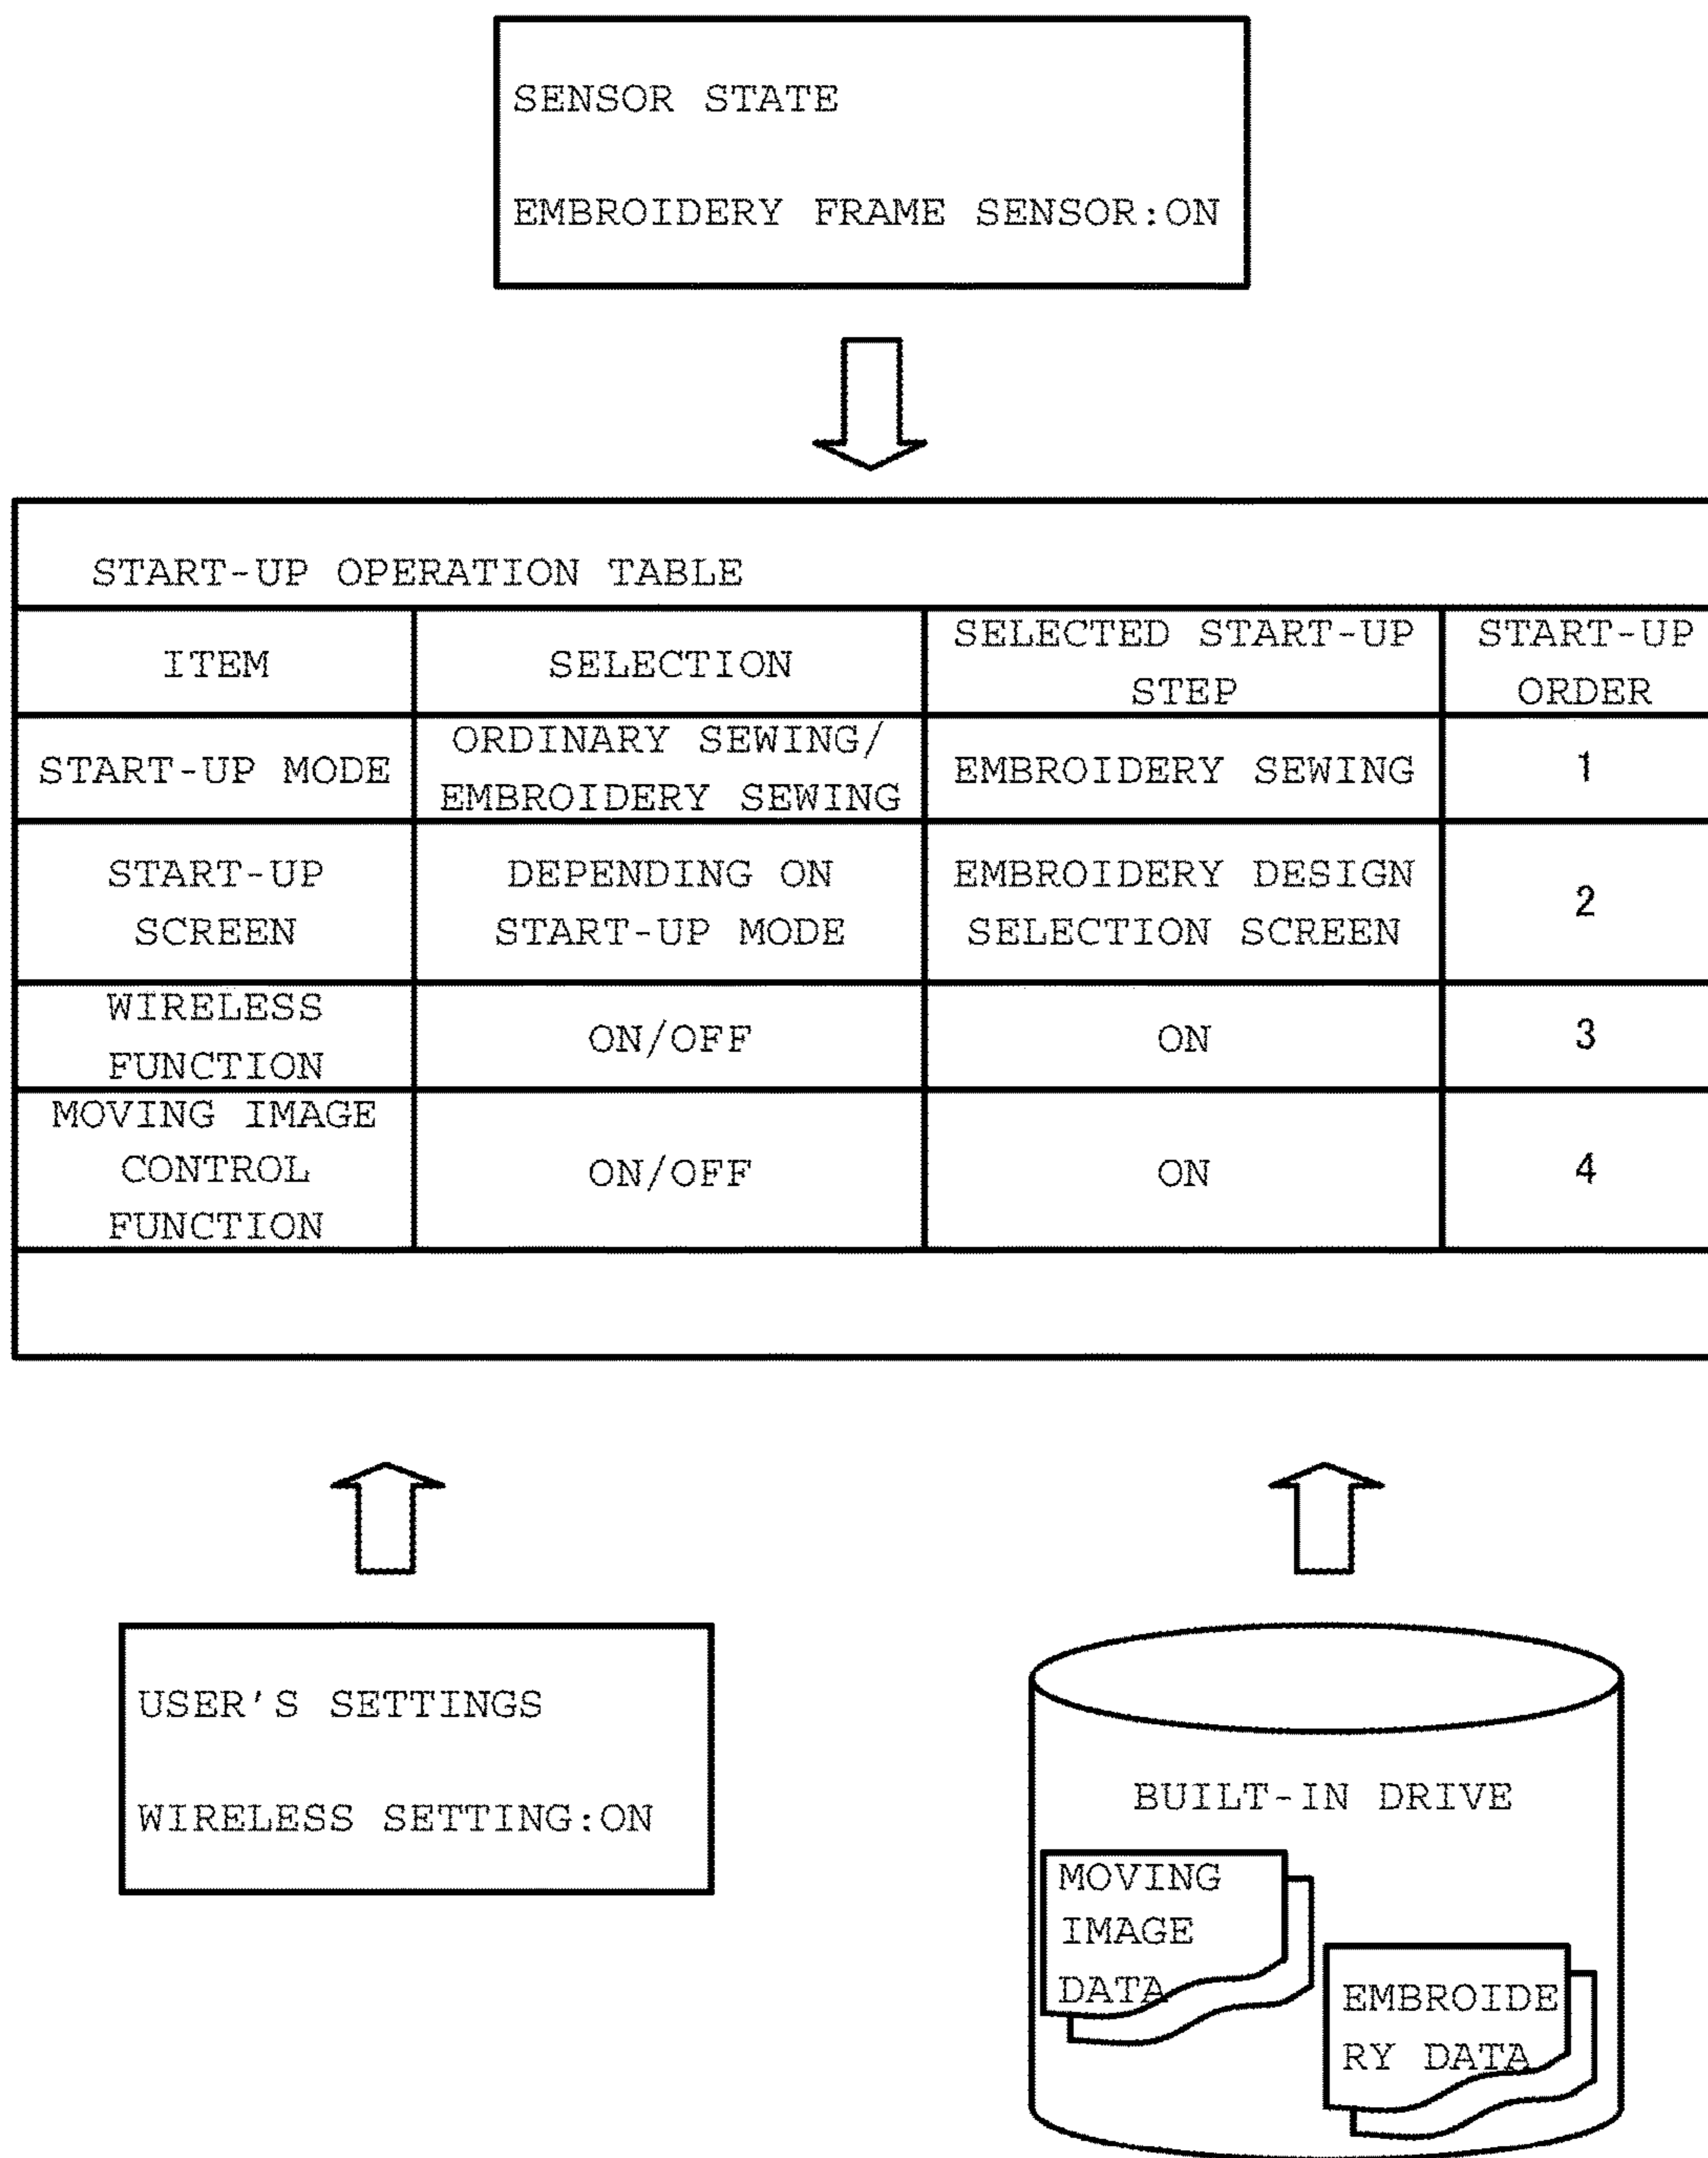 SENSOR STATE
EMBROIDERY FRAME SENSOR:ON
START-UP OPERATION TABLE
ITEM
SELECTION
SELECTED START-UP
STEP
START-UP
ORDER
START-UP MODE
ORDINARY SEWING/
EMBROIDERY SEWING
EMBROIDERY SEWING
1
START-UP
SCREEN
DEPENDING ON
START-UP MODE
EMBROIDERY DESIGN
SELECTION SCREEN
2
WIRELESS
FUNCTION
ON/OFF
ON
3
MOVING IMAGE
CONTROL
FUNCTION
ON/OFF
ON
4
USER'S SETTINGS
WIRELESS SETTING:ON
BUILT-IN DRIVE
MOVING
IMAGE
DATA
EMBROIDE
RY DATA